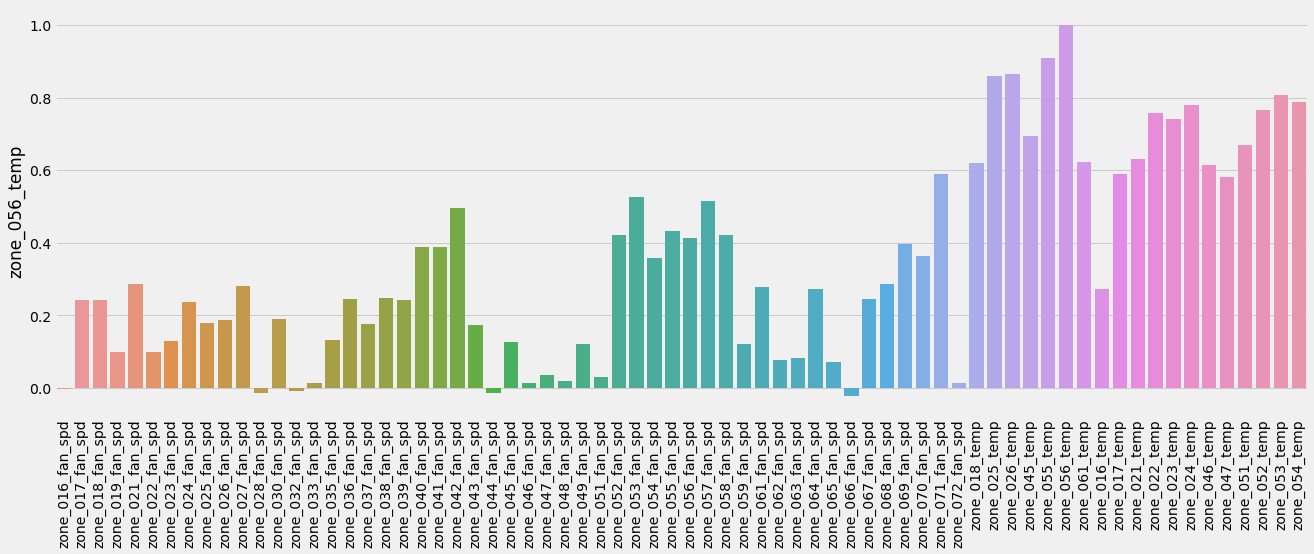 zone_056_temp
1.0
0.8
0.6
0.4
0.2
0.0
zone_016_fan_spd
zone_017_fan_spd
zone_018_fan_spd
zone_019_fan_spd
zone_021_fan_spd
zone_022_fan_spd
zone_023_fan_spd
zone_024_fan_spd
zone_025_fan_spd
zone_026_fan_spd
zone_027_fan_spd
zone_028_fan_spd
zone_030_fan_spd
zone_032_fan_spd
zone_033_fan_spd
zone_035_fan_spd
zone_036_fan_spd
zone_037_fan_spd
zone_038_fan_spd
zone_039_fan_spd
zone_040_fan_spd
zone_041_fan_spd
zone_042_fan_spd
zone_043_fan_spd
zone_044_fan_spd
zone_045_fan_spd
zone_046_fan_spd
zone_047_fan_spd
zone_048_fan_spd
zone_049_fan_spd
zone_051_fan_spd
zone_052_fan_spd
zone_053_fan_spd
zone_054_fan_spd
zone_055_fan_spd
zone_056_fan_spd
zone_057_fan_spd
zone_058_fan_spd
zone_059_fan_spd
zone_061_fan_spd
zone_062_fan_spd
zone_063_fan_spd
zone_064_fan_spd
zone_065_fan_spd
zone_066_fan_spd
zone_067_fan_spd
zone_068_fan_spd
zone_069_fan_spd
zone_070_fan_spd
zone_071_fan_spd
zone_072_fan_spd
zone_018_temp
zone_025_temp
zone_026_temp
zone_045_temp
zone_055_temp
zone_056_temp
zone_061_temp
zone_016_temp
zone_017_temp
zone_021_temp
zone_022_temp
zone_023_temp
zone_024_temp
zone_046_temp
zone_047_temp
zone_051_temp
zone_052_temp
zone_053_temp
zone_054_temp